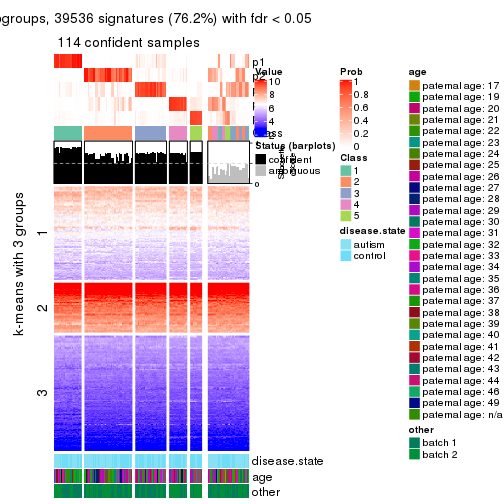 groups, 39536 signatures (76.2%) with fdr < 0.05
114 confident samples
p1
p2
Class
k-means with 3 groups
1
2
3
disease.state
age
other
Value
10
8
6
4
2
0
Status (barplots)
confident
ambiguous
0
Prob
1
0.8
0.6
0.4
0.2
0
Class
1
2
3
4
5
disease.state
autism
control
age
paternal age: 17
paternal age: 19
paternal age: 20
paternal age: 21
paternal age: 22
paternal age: 23
paternal age: 24
paternal age: 25
paternal age: 26
paternal age: 27
paternal age: 28
paternal age: 29
paternal age: 30
paternal age: 31
paternal age: 32
paternal age: 33
paternal age: 34
paternal age: 35
paternal age: 36
paternal age: 37
paternal age: 38
paternal age: 39
paternal age: 40
paternal age: 41
paternal age: 42
paternal age: 43
paternal age: 44
paternal age: 46
paternal age: 49
paternal age: n/a
other
batch 1
batch 2